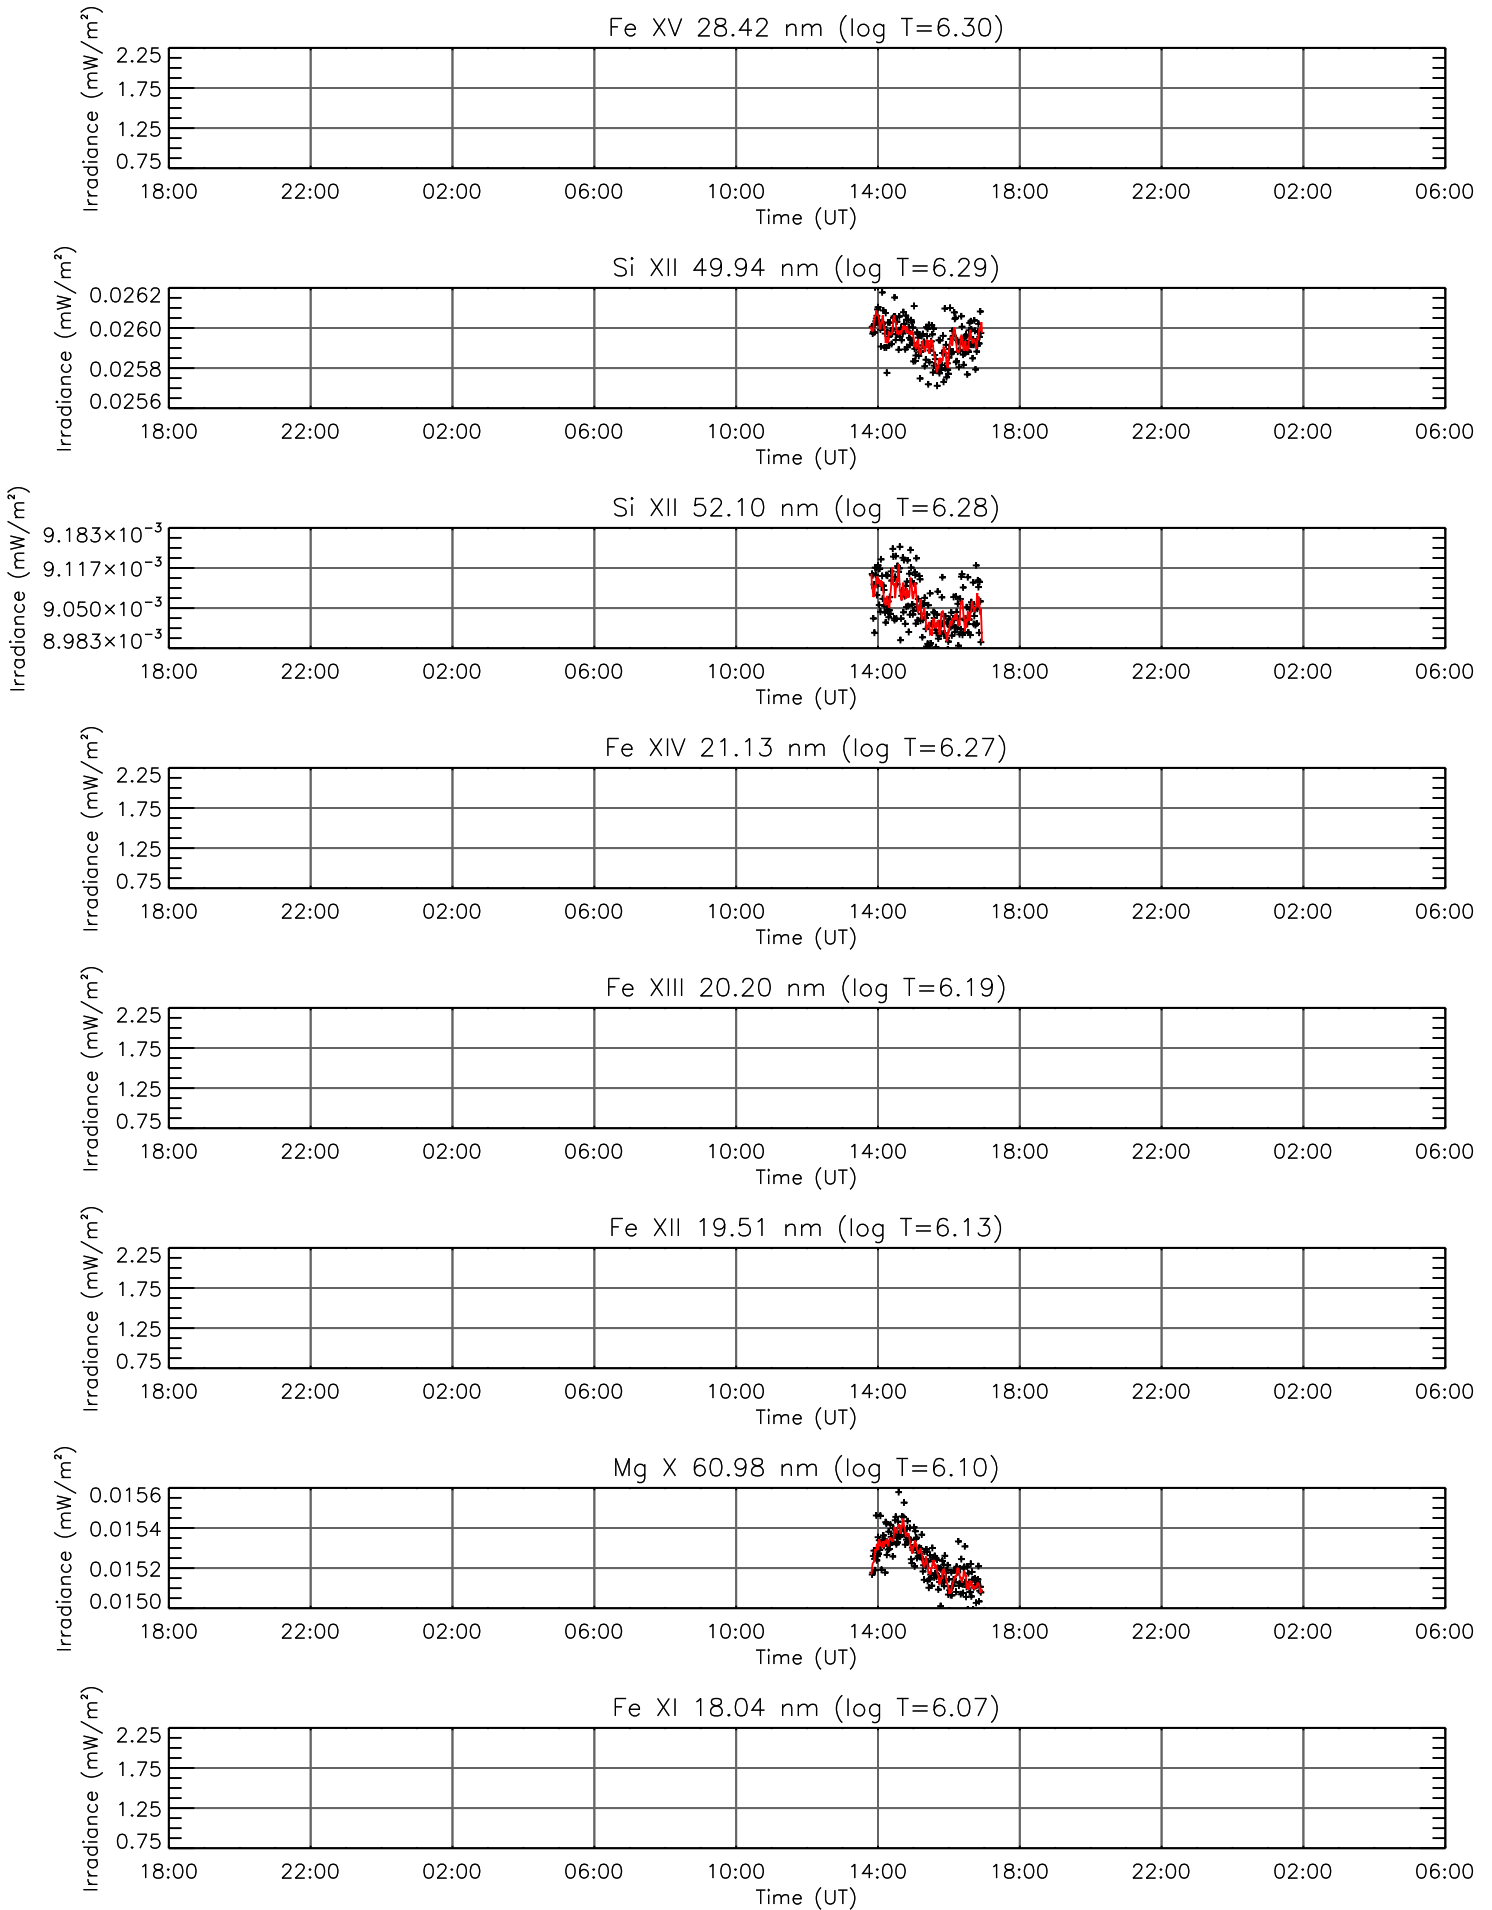 Fe XV 28.42 nm (log T=6.30)
Irradiance (mW/m²)
2.25
1.75
1.25
0.75
18:00 22:00 02:00 06:00 10:00 14:00 18:00 22:00 02:00 06:00
Time (UT)
Si XII 49.94 nm (log T=6.29)
Irradiance (mW/m²)
0.0262
0.0260
0.0258
0.0256
18:00 22:00 02:00 06:00 10:00 14:00 18:00 22:00 02:00 06:00
Time (UT)
Si XII 52.10 nm (log T=6.28)
Irradiance (mW/m²)
9.183×10⁻³
9.117×10⁻³
9.050×10⁻³
8.983×10⁻³
18:00 22:00 02:00 06:00 10:00 14:00 18:00 22:00 02:00 06:00
Time (UT)
Fe XIV 21.13 nm (log T=6.27)
Irradiance (mW/m²)
2.25
1.75
1.25
0.75
18:00 22:00 02:00 06:00 10:00 14:00 18:00 22:00 02:00 06:00
Time (UT)
Fe XIII 20.20 nm (log T=6.19)
Irradiance (mW/m²)
2.25
1.75
1.25
0.75
18:00 22:00 02:00 06:00 10:00 14:00 18:00 22:00 02:00 06:00
Time (UT)
Fe XII 19.51 nm (log T=6.13)
Irradiance (mW/m²)
2.25
1.75
1.25
0.75
18:00 22:00 02:00 06:00 10:00 14:00 18:00 22:00 02:00 06:00
Time (UT)
Mg X 60.98 nm (log T=6.10)
Irradiance (mW/m²)
0.0156
0.0154
0.0152
0.0150
18:00 22:00 02:00 06:00 10:00 14:00 18:00 22:00 02:00 06:00
Time (UT)
Fe XI 18.04 nm (log T=6.07)
Irradiance (mW/m²)
2.25
1.75
1.25
0.75
18:00 22:00 02:00 06:00 10:00 14:00 18:00 22:00 02:00 06:00
Time (UT)